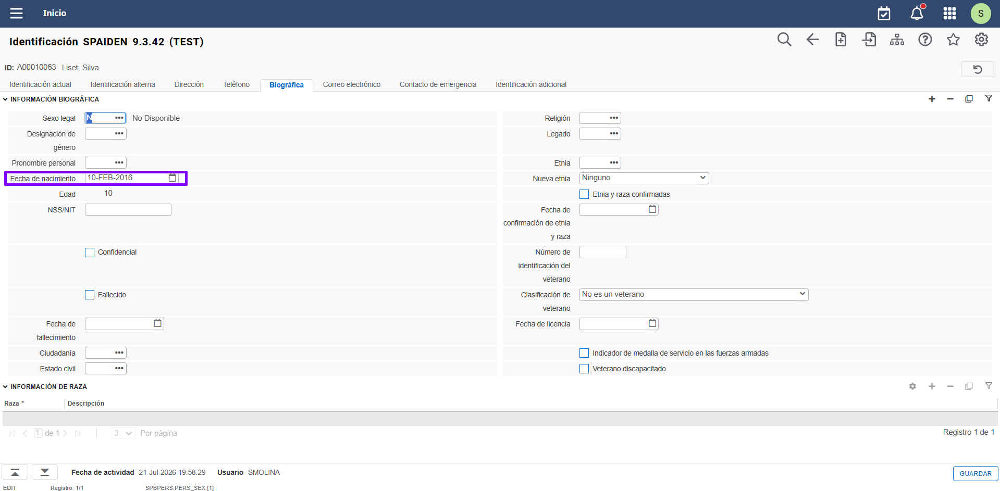 Inicio
S
Identificación SPAIDEN 9.3.42 (TEST)
ID: A00010063 Liset, Silva
Identificación actual Identificación alterna Dirección Teléfono Biográfica Correo electrónico Contacto de emergencia Identificación adicional
INFORMACIÓN BIOGRÁFICA
Sexo legal N No Disponible
Religión
Designación de género
Legado
Pronombre personal
Etnia
Fecha de nacimiento 10-FEB-2016
Nueva etnia Ninguno
Edad 10
Etnia y raza confirmadas
NSS/NIT
Fecha de
confirmación de etnia
y raza
Confidencial
Número de
identificación del
veterano
Fallecido
Clasificación de No es un veterano
veterano
Fecha de
fallecimiento
Fecha de licencia
Ciudadanía
Indicador de medalla de servicio en las fuerzas armadas
Estado civil
Veterano discapacitado
INFORMACIÓN DE RAZA
Raza * Descripción
1 de 1 3 Por página Registro 1 de 1
Fecha de actividad 21-Jul-2026 19:58:29 Usuario SMOLINA
GUARDAR
EDIT Registro: 1/1 SPBPERS.PERS_SEX [1]